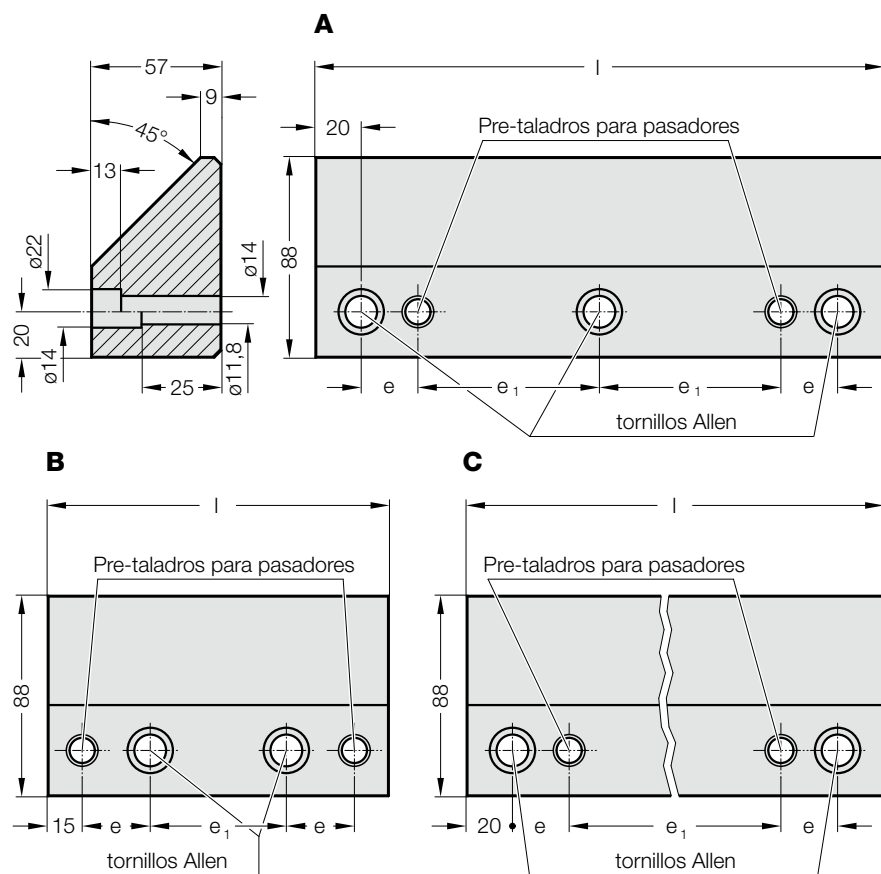 A
57
l
9
20
Pre-taladros para pasadores
45°
13
ø22
ø14
88
20
ø14
25
ø11,8
e
e₁
e₁
e
tornillos Allen
B
C
l
l
Pre-taladros para pasadores
Pre-taladros para pasadores
88
88
15
e
e₁
e
20
e
e₁
e
tornillos Allen
tornillos Allen